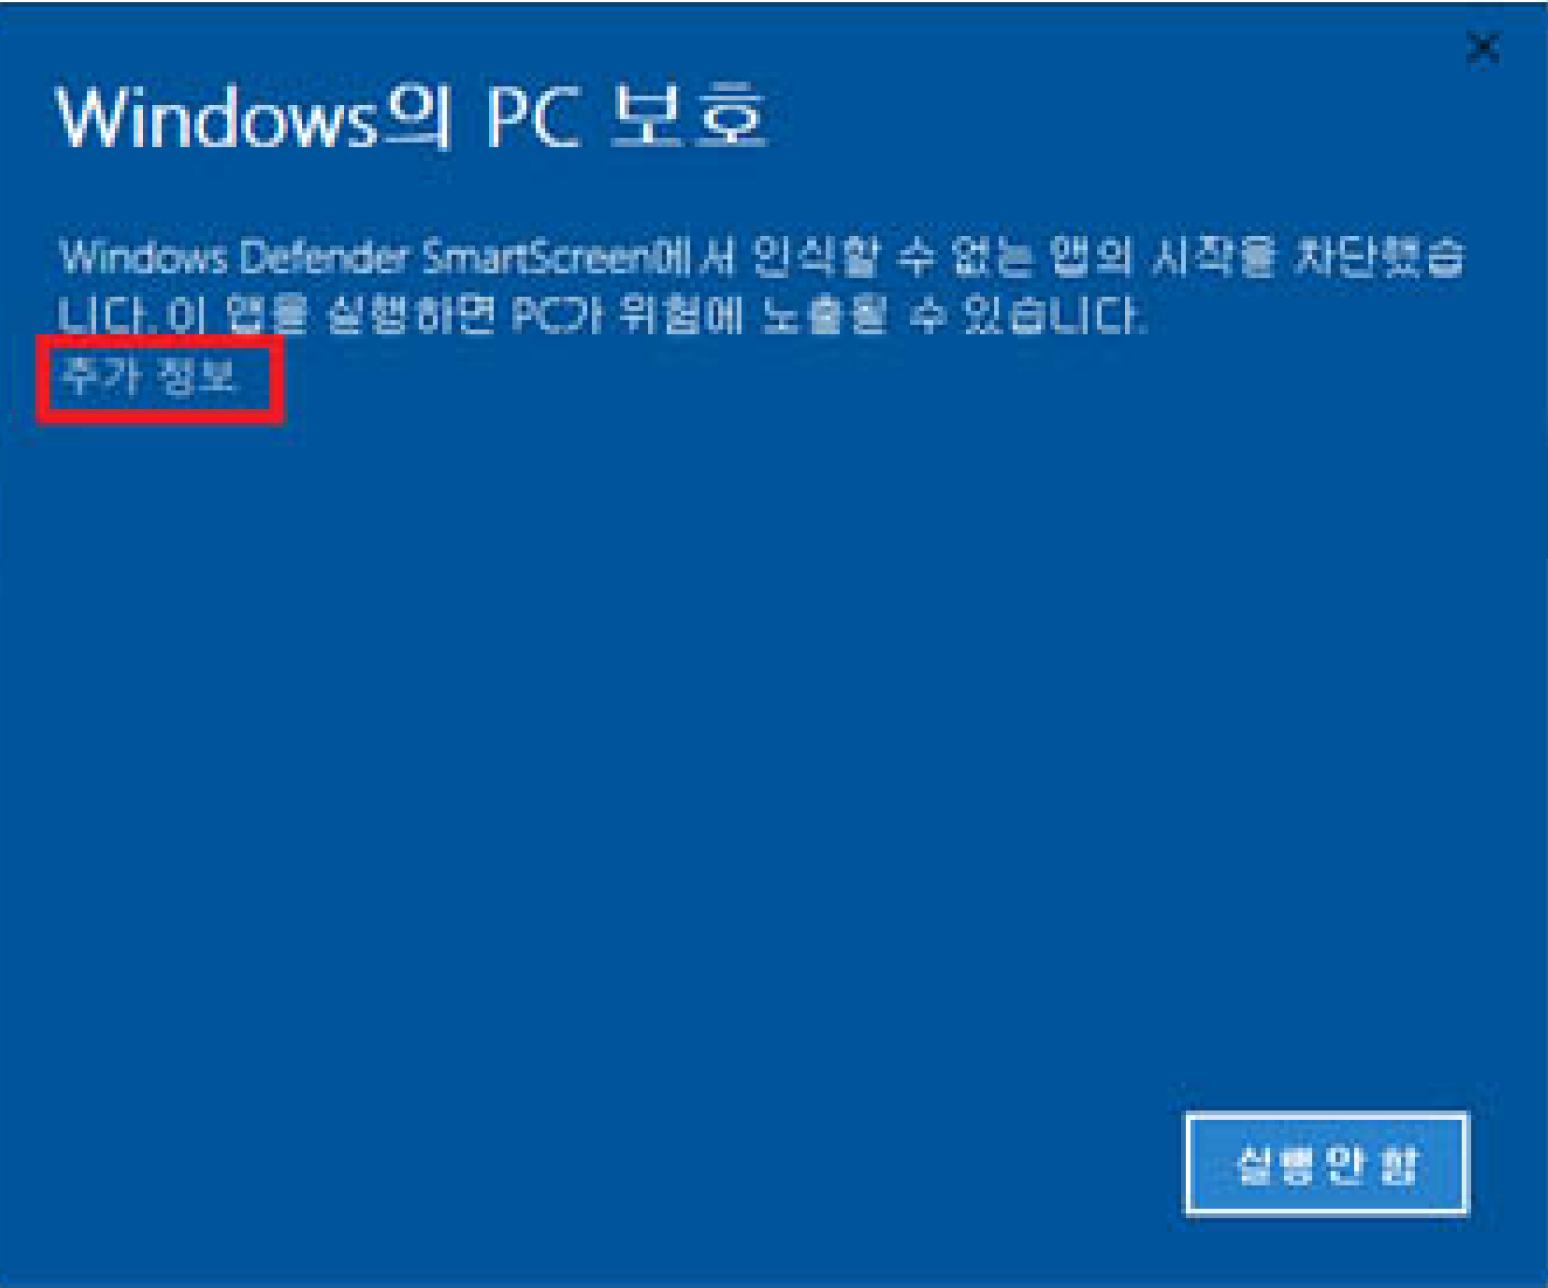 Windows의 PC 보호
Windows Defender SmartScreen에서 인식할 수 없는 앱의 시작을 차단했습
니다. 이 앱을 실행하면 PC가 위험에 노출될 수 있습니다.
추가 정보
실행 안 함